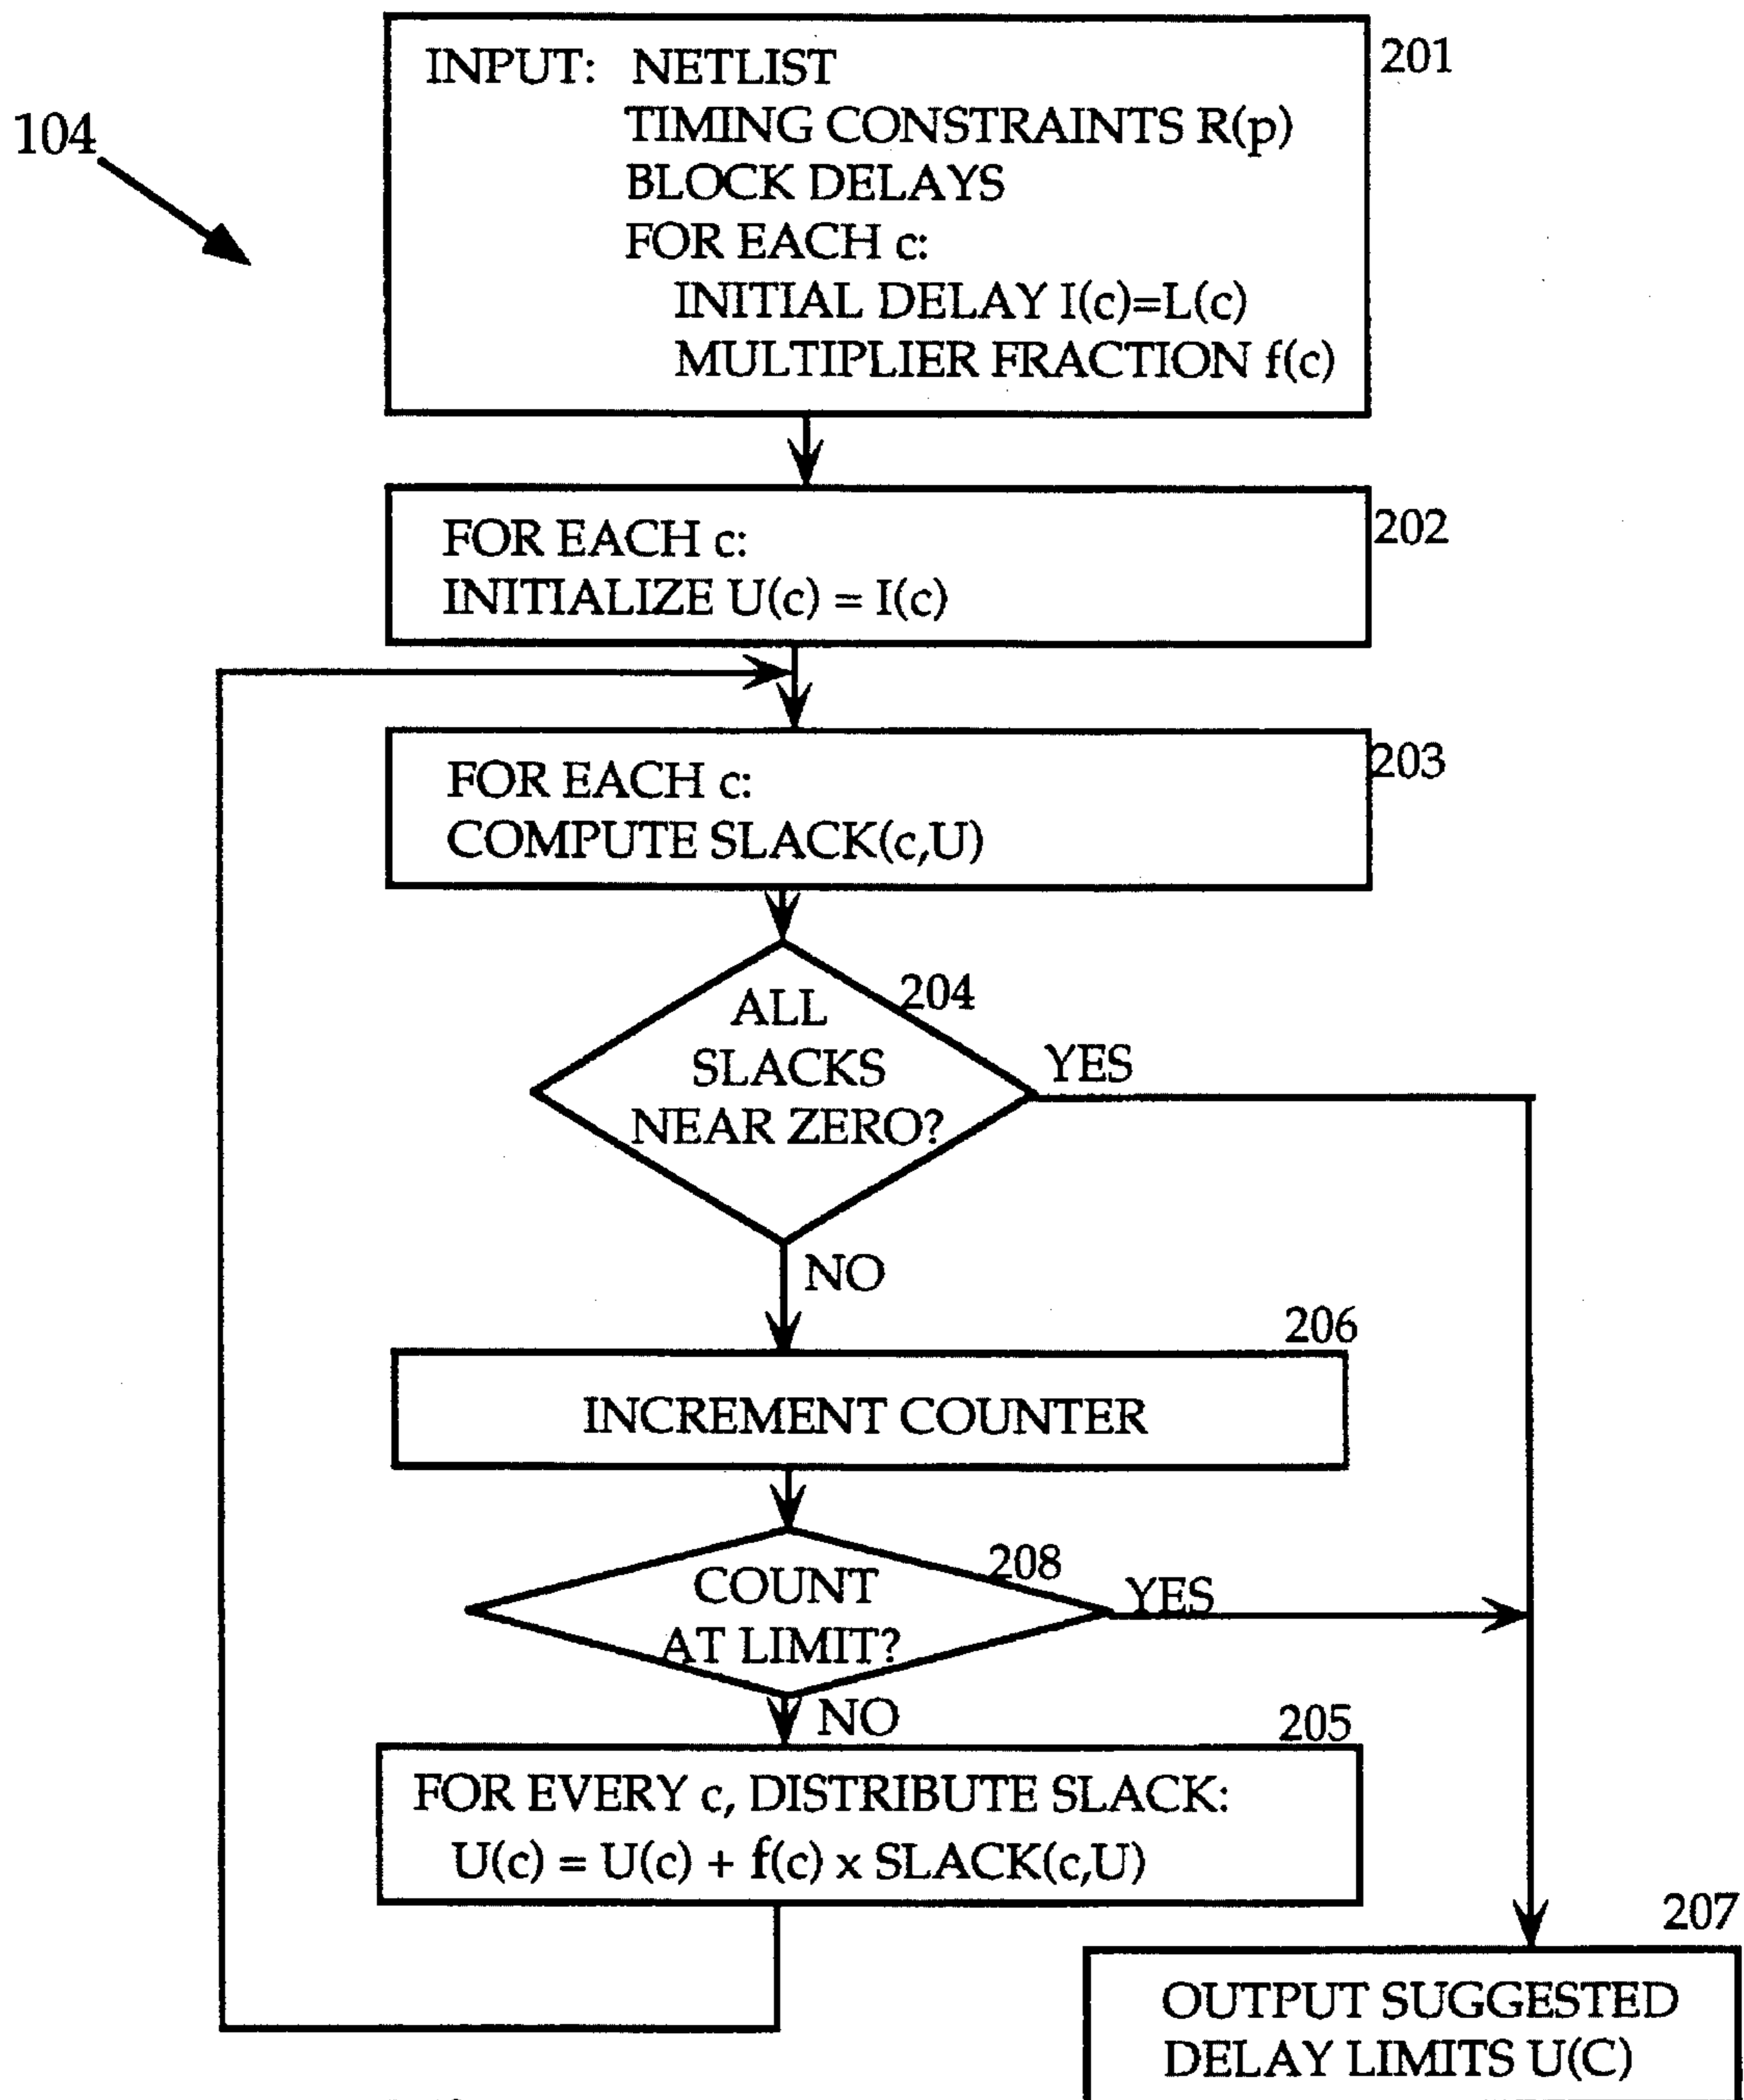 104
201
INPUT: NETLIST
TIMING CONSTRAINTS R(p)
BLOCK DELAYS
FOR EACH c:
INITIAL DELAY I(c)=L(c)
MULTIPLIER FRACTION f(c)
202
FOR EACH c:
INITIALIZE U(c) = I(c)
203
FOR EACH c:
COMPUTE SLACK(c,U)
204
ALL
SLACKS
NEAR ZERO?
YES
NO
206
INCREMENT COUNTER
208
COUNT
AT LIMIT?
YES
NO
205
FOR EVERY c, DISTRIBUTE SLACK:
U(c) = U(c) + f(c) x SLACK(c,U)
207
OUTPUT SUGGESTED
DELAY LIMITS U(C)